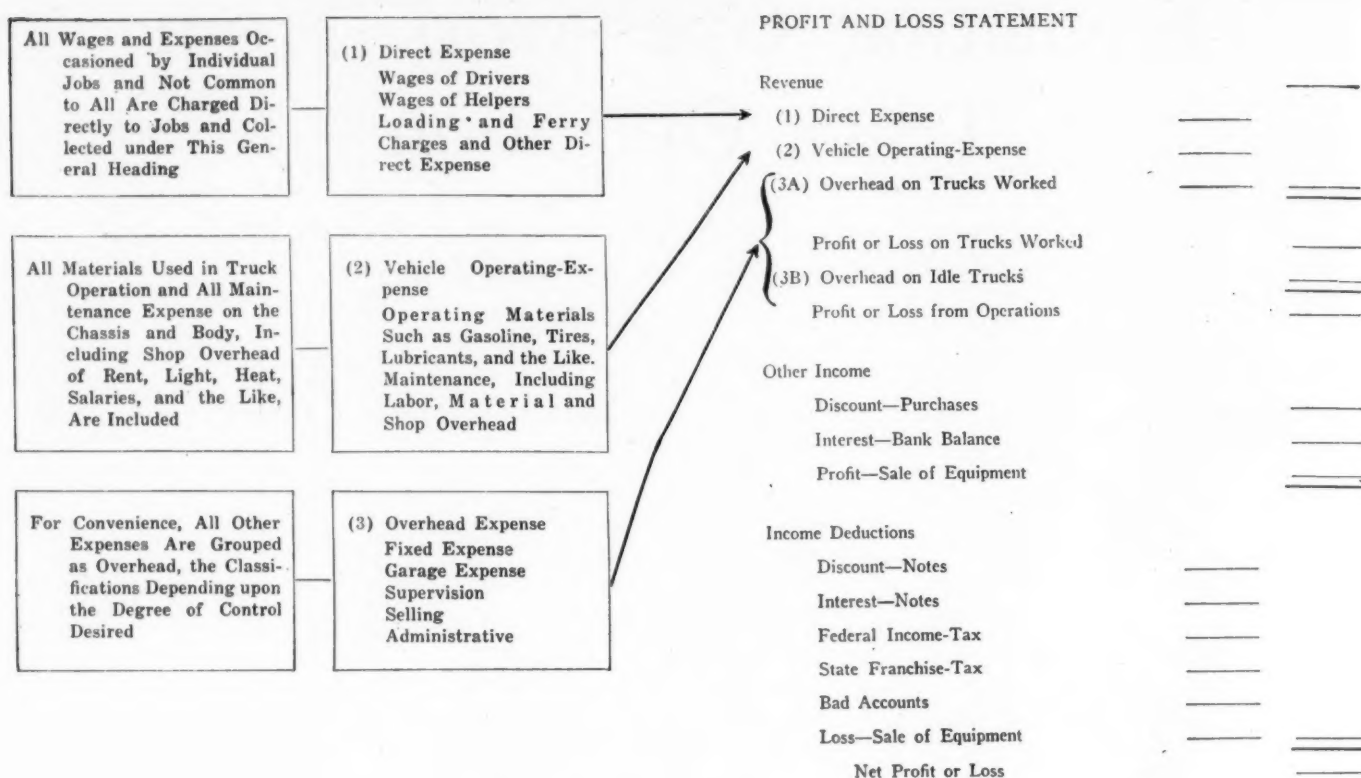 All Wages and Expenses Oc-
casioned by Individual
Jobs and Not Common
to All Are Charged Di-
rectly to Jobs and Col-
lected under This Gen-
eral Heading
(1) Direct Expense
Wages of Drivers
Wages of Helpers
Loading and Ferry
Charges and Other Di-
rect Expense
All Materials Used in Truck
Operation and All Main-
tenance Expense on the
Chassis and Body, In-
cluding Shop Overhead
of Rent, Light, Heat,
Salaries, and the Like,
Are Included
(2) Vehicle Operating-Ex-
pense
Operating Materials
Such as Gasoline, Tires,
Lubricants, and the Like.
Maintenance, Including
Labor, Material and
Shop Overhead
For Convenience, All Other
Expenses Are Grouped
as Overhead, the Classi-
fications Depending upon
the Degree of Control
Desired
(3) Overhead Expense
Fixed Expense
Garage Expense
Supervision
Selling
Administrative
PROFIT AND LOSS STATEMENT
Revenue
(1) Direct Expense
(2) Vehicle Operating-Expense
(3A) Overhead on Trucks Worked
Profit or Loss on Trucks Worked
(3B) Overhead on Idle Trucks
Profit or Loss from Operations
Other Income
Discount—Purchases
Interest—Bank Balance
Profit—Sale of Equipment
Income Deductions
Discount—Notes
Interest—Notes
Federal Income-Tax
State Franchise-Tax
Bad Accounts
Loss—Sale of Equipment
Net Profit or Loss